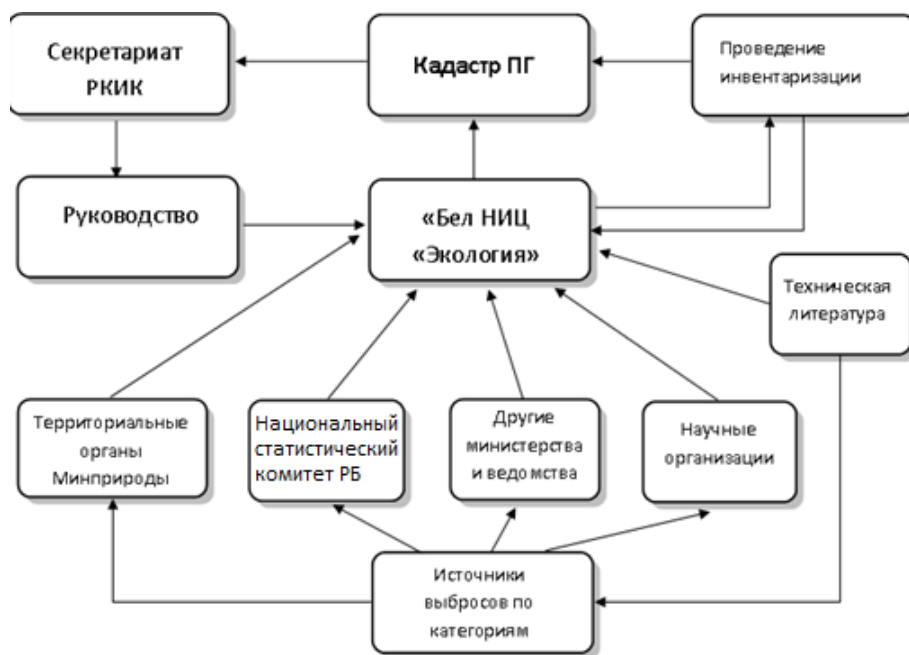 Секретариат
РКИК
Кадастр ПГ
Проведение
инвентаризации
Руководство
«Бел НИЦ
«Экология»
Техническая
литература
Территориальные
органы
Минприроды
Национальный
статистический
комитет РБ
Другие
министерства
и ведомства
Научные
организации
Источники
выбросов по
категориям